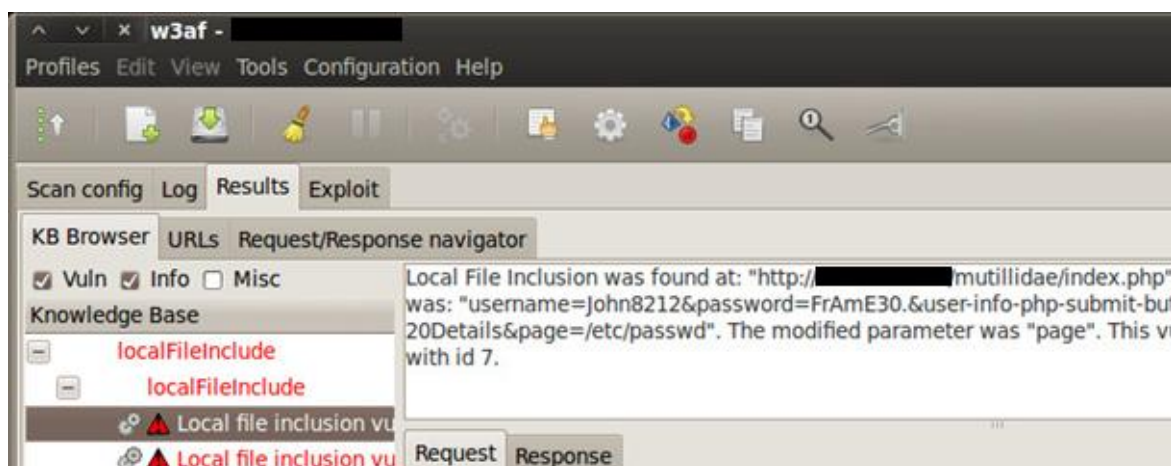 w3af -
Profiles Edit View Tools Configuration Help
Scan config Log Results Exploit
KB Browser URLs Request/Response navigator
Vuln Info Misc
Knowledge Base
localFileInclude
localFileInclude
Local file inclusion vu
Local file inclusion vu
Local File Inclusion was found at: "http:// /mutillidae/index.php"
was: "username=John8212&password=FrAmE30.&user-info-php-submit-but
20Details&page=/etc/passwd". The modified parameter was "page". This v
with id 7.
Request Response